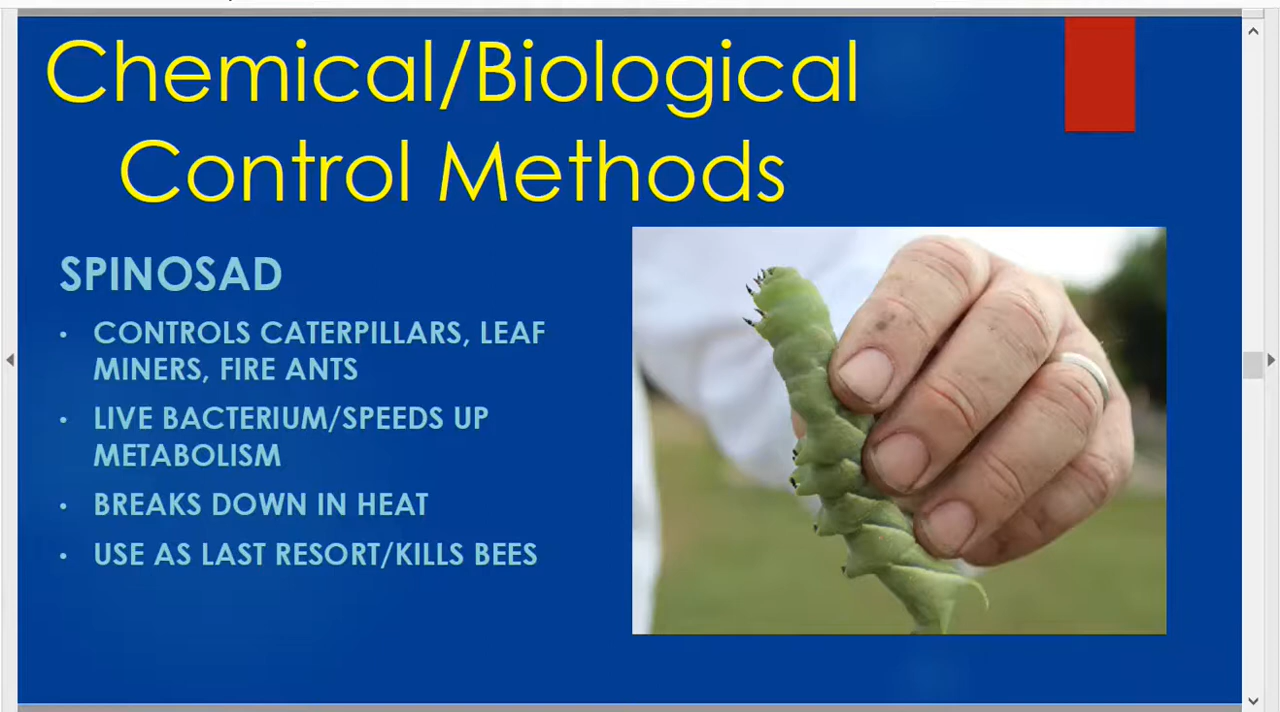 Chemical/Biological
Control Methods
SPINOSAD
• CONTROLS CATERPILLARS, LEAF
MINERS, FIRE ANTS
• LIVE BACTERIUM/SPEEDS UP
METABOLISM
• BREAKS DOWN IN HEAT
• USE AS LAST RESORT/KILLS BEES